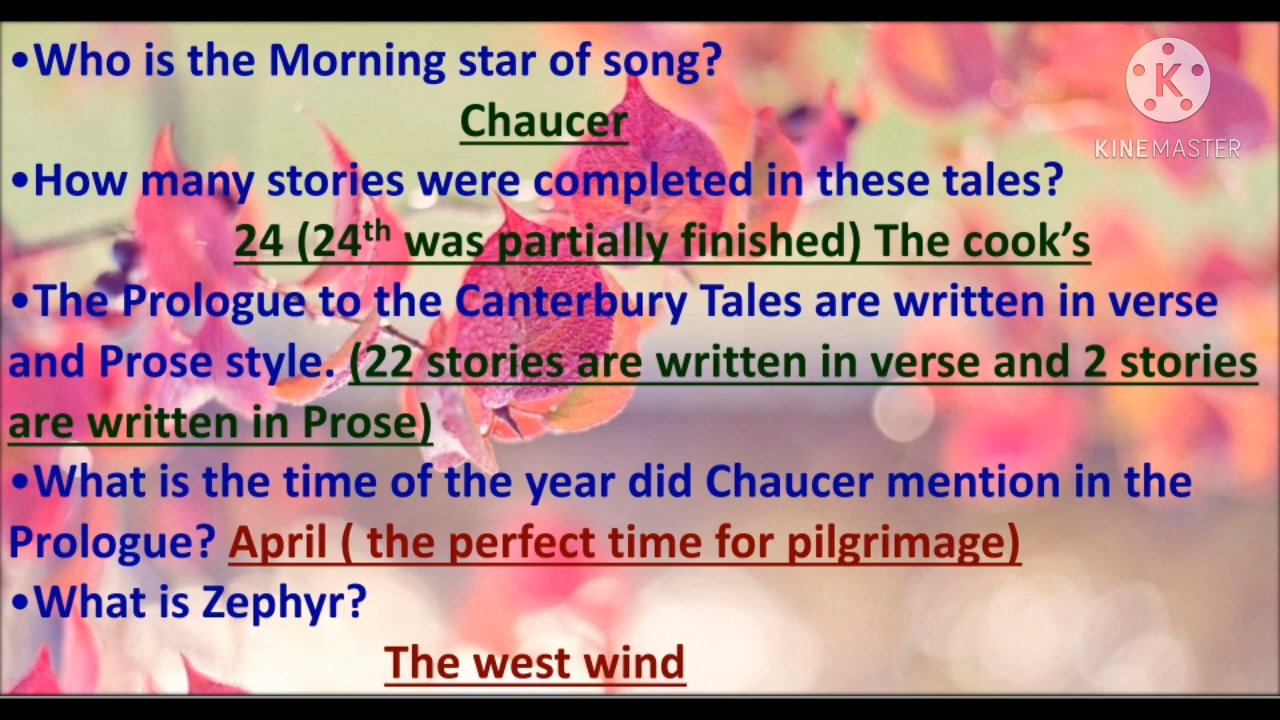 •Who is the Morning star of song?
Chaucer
•How many stories were completed in these tales?
24 (24th was partially finished) The cook’s
•The Prologue to the Canterbury Tales are written in verse
and Prose style. (22 stories are written in verse and 2 stories
are written in Prose)
•What is the time of the year did Chaucer mention in the
Prologue? April ( the perfect time for pilgrimage)
•What is Zephyr?
The west wind
K
KINEMASTER